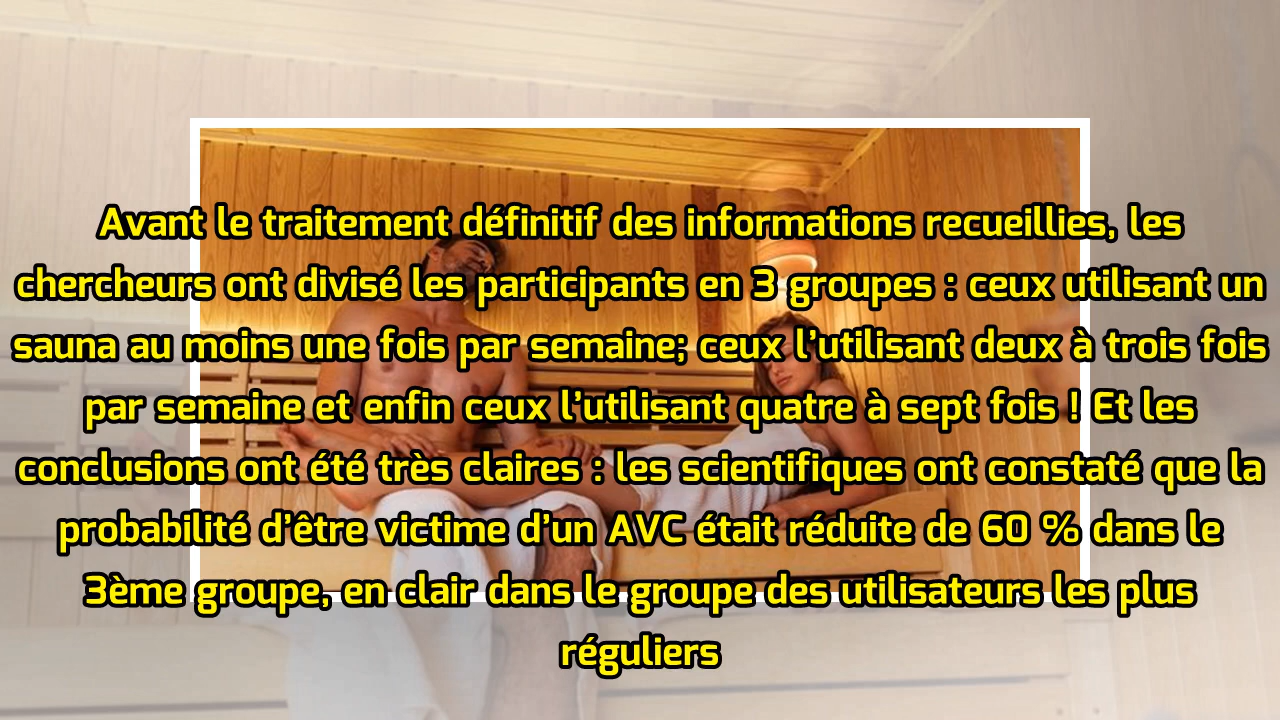 Avant le traitement définitif des informations recueillies, les
chercheurs ont divisé les participants en 3 groupes : ceux utilisant un
sauna au moins une fois par semaine; ceux l’utilisant deux à trois fois
par semaine et enfin ceux l’utilisant quatre à sept fois ! Et les
conclusions ont été très claires : les scientifiques ont constaté que la
probabilité d’être victime d’un AVC était réduite de 60 % dans le
3ème groupe, en clair dans le groupe des utilisateurs les plus
réguliers